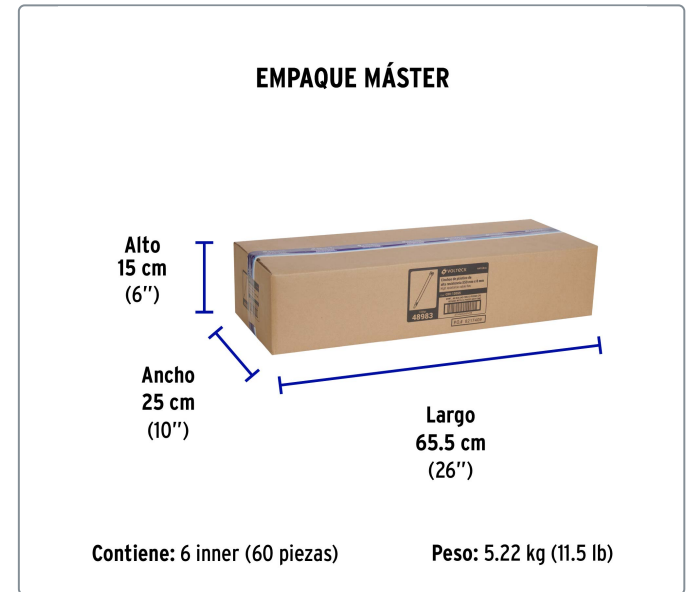 EMPAQUE MÁSTER
Alto
15 cm
(6’’)
VOLTECK
48983
Ancho
25 cm
(10’’)
Largo
65.5 cm
(26’’)
Contiene: 6 inner (60 piezas)
Peso: 5.22 kg (11.5 lb)